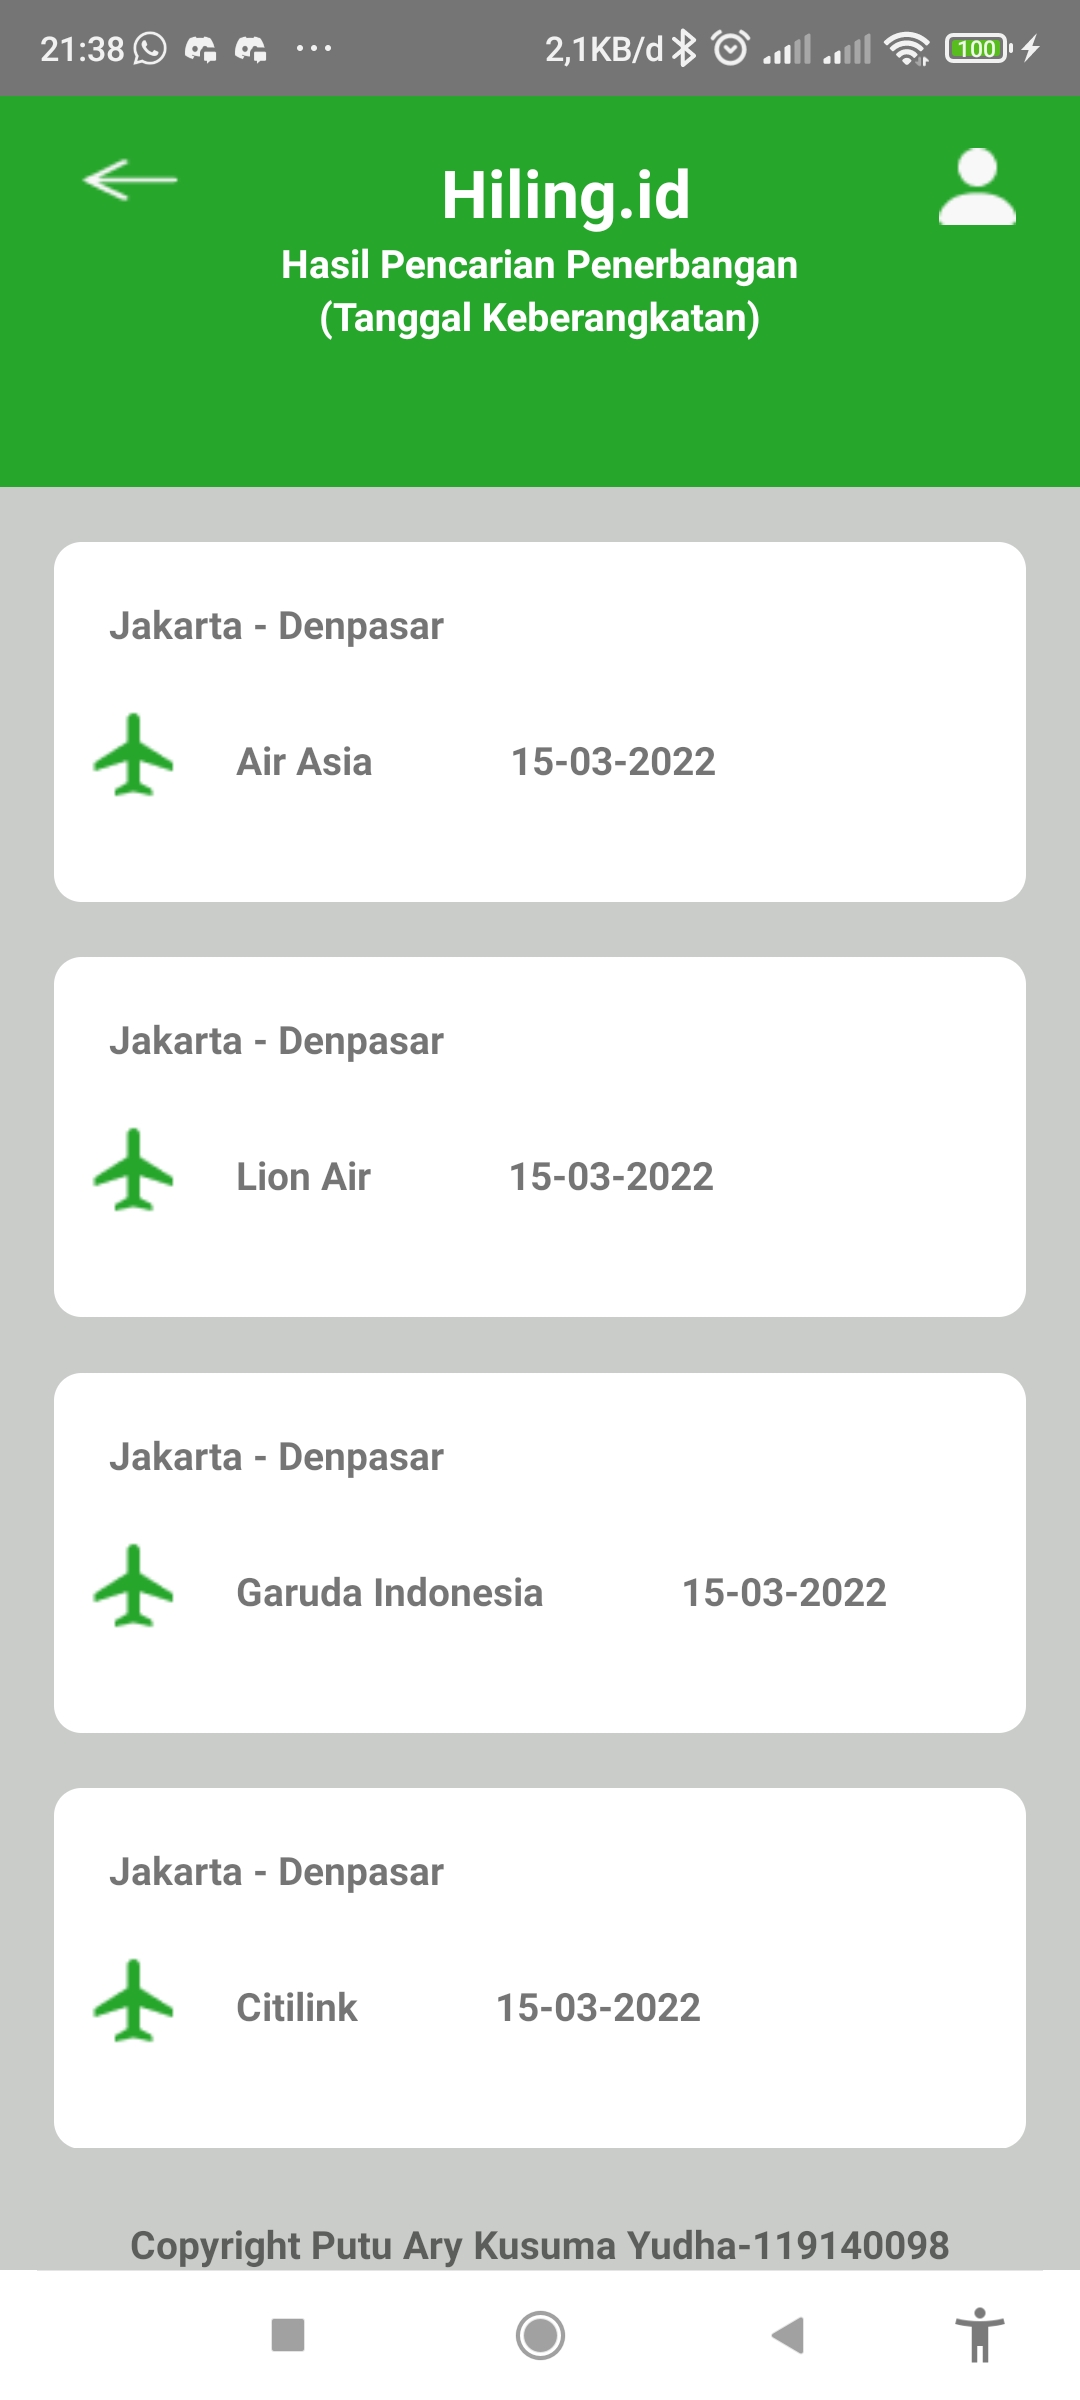 21:38 ... 2,1KB/d 100
Hiling.id
Hasil Pencarian Penerbangan
(Tanggal Keberangkatan)
Jakarta - Denpasar
Air Asia 15-03-2022
Jakarta - Denpasar
Lion Air 15-03-2022
Jakarta - Denpasar
Garuda Indonesia 15-03-2022
Jakarta - Denpasar
Citilink 15-03-2022
Copyright Putu Ary Kusuma Yudha-119140098